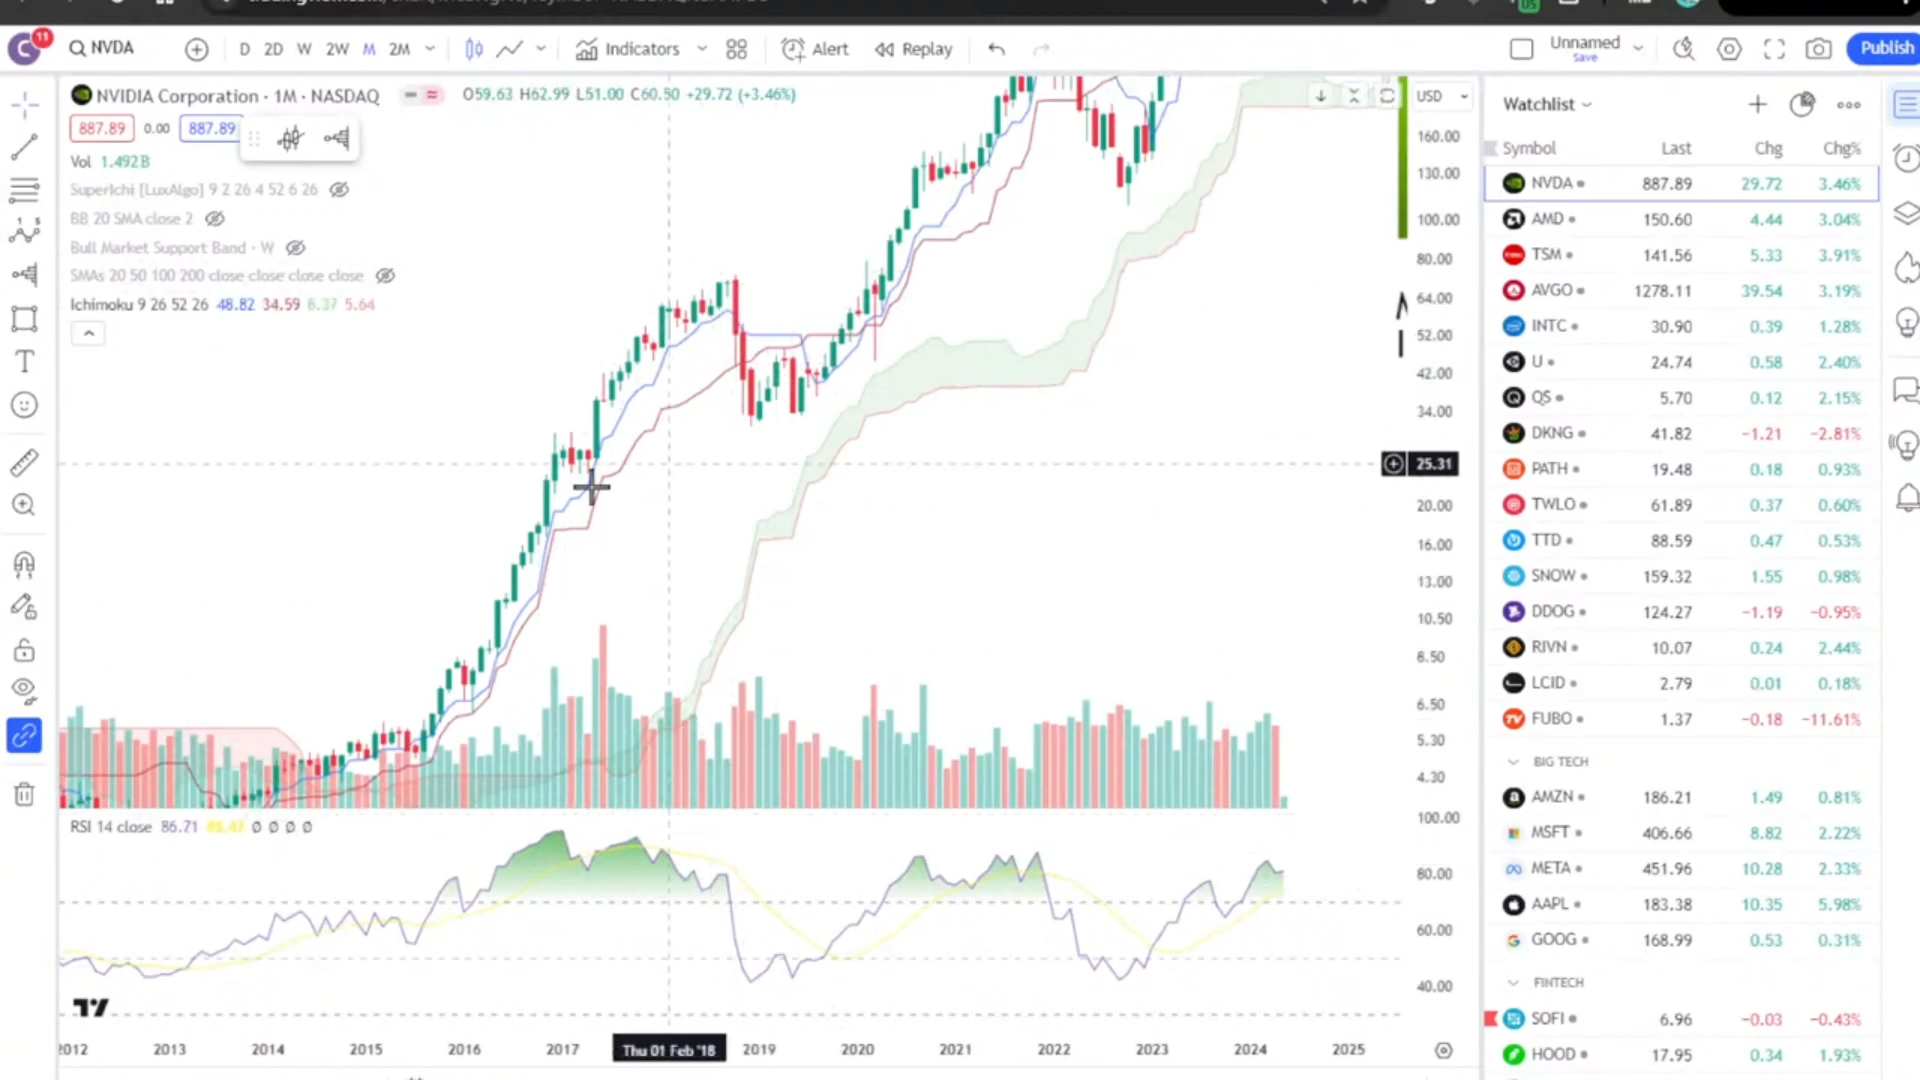 C 11 NVDA D 2D W 2W M 2M Indicators Alert Replay Unnamed Save Publish
NVIDIA Corporation · 1M · NASDAQ O59.63 H62.99 L51.00 +29.72 (+3.46%) USD
887.89 0.00 887.89
Vol 1.492B
SuperIchi [LuxAlgo] 9 2 26 4 52 6 26
BB 20 SMA close 2
Bull Market Support Band · W
SMAs 20 50 100 200 close close close close
Ichimoku 9 26 52 26 48.82 34.59 6.37 5.64
160.00
130.00
100.00
80.00
64.00
52.00
42.00
34.00
25.31
20.00
16.00
13.00
10.50
8.50
6.50
5.30
4.30
RSI 14 close 86.71 Ø Ø Ø Ø
100.00
80.00
60.00
40.00
2012 2013 2014 2015 2016 2017 Thu 01 Feb '18 2019 2020 2021 2022 2023 2024 2025
Watchlist
Symbol Last Chg Chg%
NVDA 887.89 29.72 3.46%
AMD 150.60 4.44 3.04%
TSM 141.56 5.33 3.91%
AVGO 1278.11 39.54 3.19%
INTC 30.90 0.39 1.28%
U 24.74 0.58 2.40%
QS 5.70 0.12 2.15%
DKNG 41.82 −1.21 −2.81%
PATH 19.48 0.18 0.93%
TWLO 61.89 0.37 0.60%
TTD 88.59 0.47 0.53%
SNOW 159.32 1.55 0.98%
DDOG 124.27 −1.19 −0.95%
RIVN 10.07 0.24 2.44%
LCID 2.79 0.01 0.18%
FUBO 1.37 −0.18 −11.61%
BIG TECH
AMZN 186.21 1.49 0.81%
MSFT 406.66 8.82 2.22%
META 451.96 10.28 2.33%
AAPL 183.38 10.35 5.98%
GOOG 168.99 0.53 0.31%
FINTECH
SOFI 6.96 −0.03 −0.43%
HOOD 17.95 0.34 1.93%